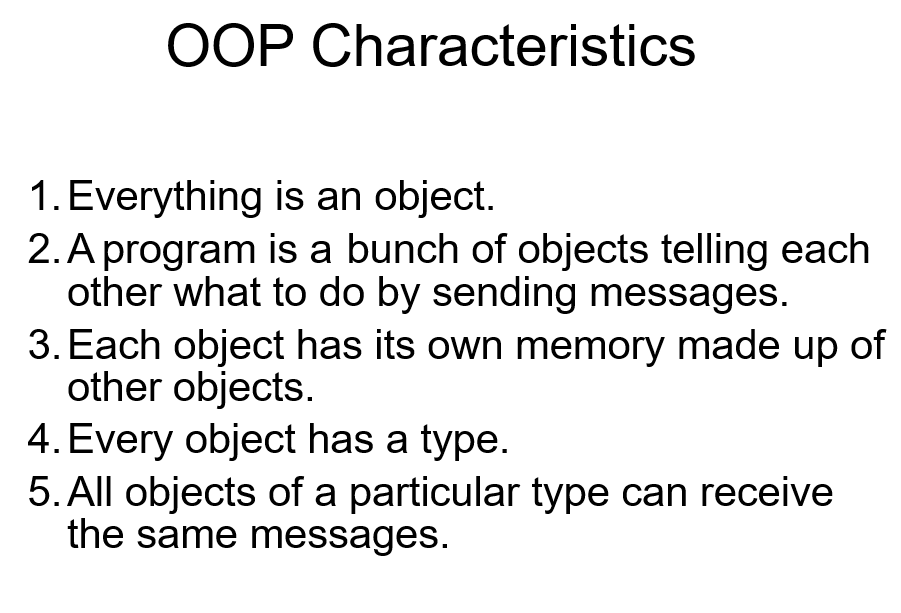 OOP Characteristics
1. Everything is an object.
2. A program is a bunch of objects telling each
other what to do by sending messages.
3. Each object has its own memory made up of
other objects.
4. Every object has a type.
5. All objects of a particular type can receive
the same messages.